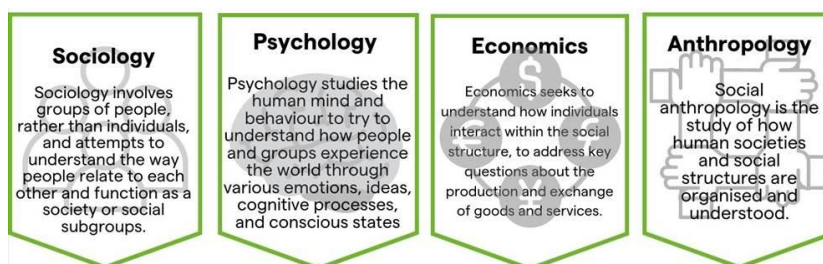 Sociology
Sociology involves
groups of people,
rather than individuals,
and attempts to
understand the way
people relate to each
other and function as a
society or social
subgroups.
Psychology
Psychology studies the
human mind and
behaviour to try to
understand how people
and groups experience
the world through
various emotions, ideas,
cognitive processes,
and conscious states
Economics
Economics seeks to
understand how individuals
interact within the social
structure, to address key
questions about the
production and exchange
of goods and services.
Anthropology
Social
anthropology is the
study of how
human societies
and social
structures are
organised and
understood.